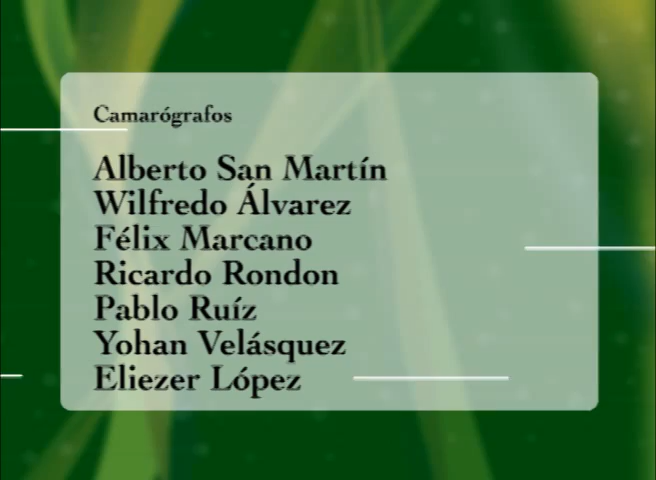 Camarógrafos
Alberto San Martín
Wilfredo Álvarez
Félix Marcano
Ricardo Rondon
Pablo Ruíz
Yohan Velásquez
Eliezer López